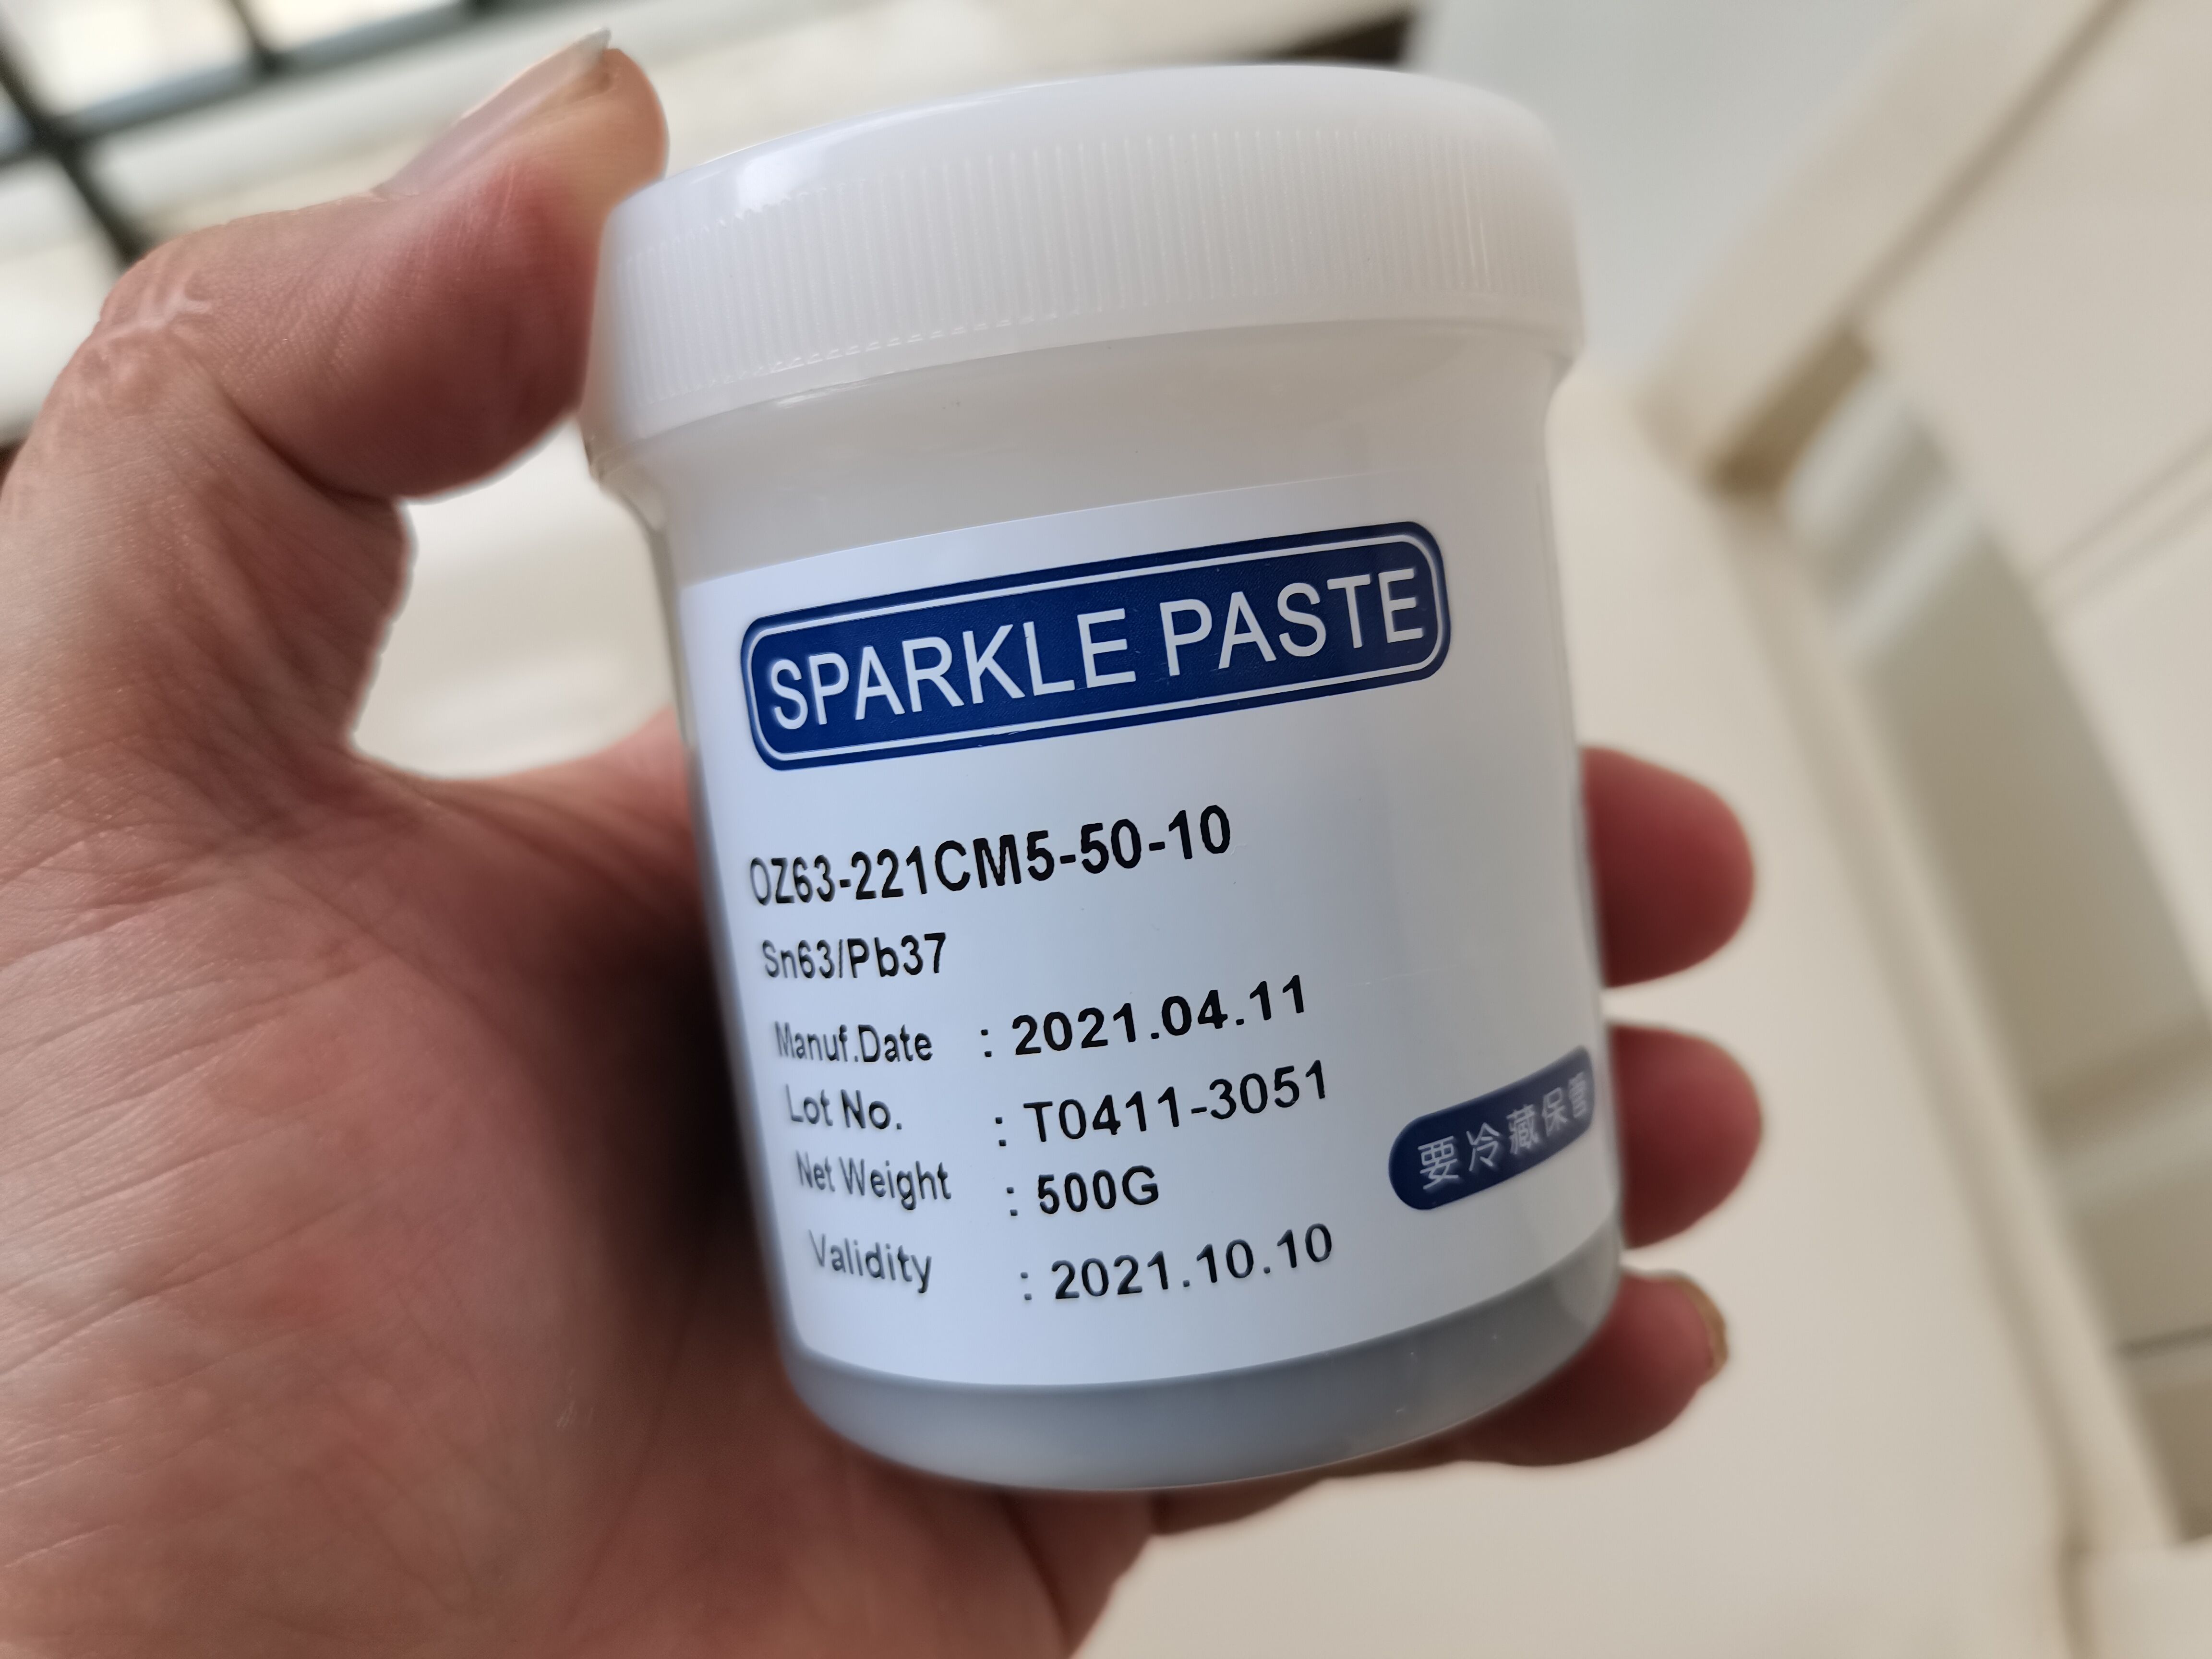 SPARKLE PASTE
OZ63-221CM5-50-10
Sn63/Pb37
Manuf.Date : 2021.04.11
Lot No. : T0411-3051
Net Weight : 500G
Validity : 2021.10.10
要冷藏保管